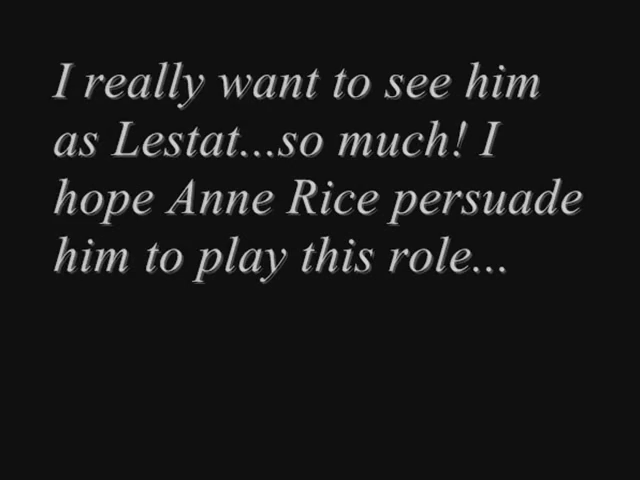 I really want to see him
as Lestat...so much! I
hope Anne Rice persuade
him to play this role...